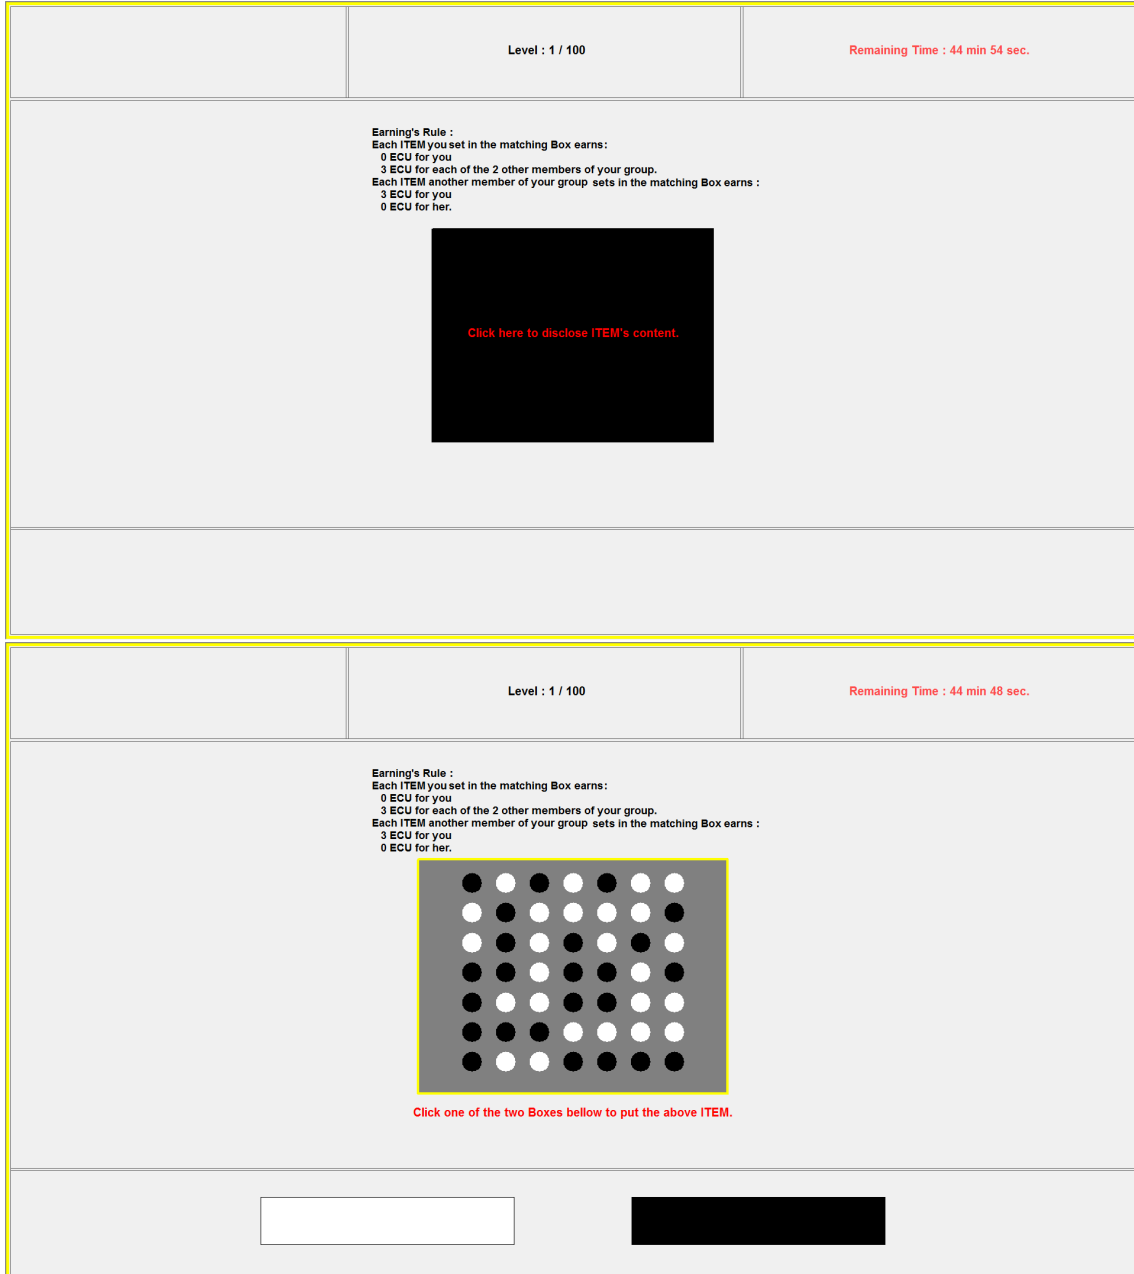 Level : 1 / 100
Remaining Time : 44 min 54 sec.
Earning's Rule :
Each ITEM you set in the matching Box earns:
0 ECU for you
3 ECU for each of the 2 other members of your group.
Each ITEM another member of your group sets in the matching Box earns :
3 ECU for you
0 ECU for her.
Click here to disclose ITEM's content.
Level : 1 / 100
Remaining Time : 44 min 48 sec.
Earning's Rule :
Each ITEM you set in the matching Box earns:
0 ECU for you
3 ECU for each of the 2 other members of your group.
Each ITEM another member of your group sets in the matching Box earns :
3 ECU for you
0 ECU for her.
Click one of the two Boxes bellow to put the above ITEM.